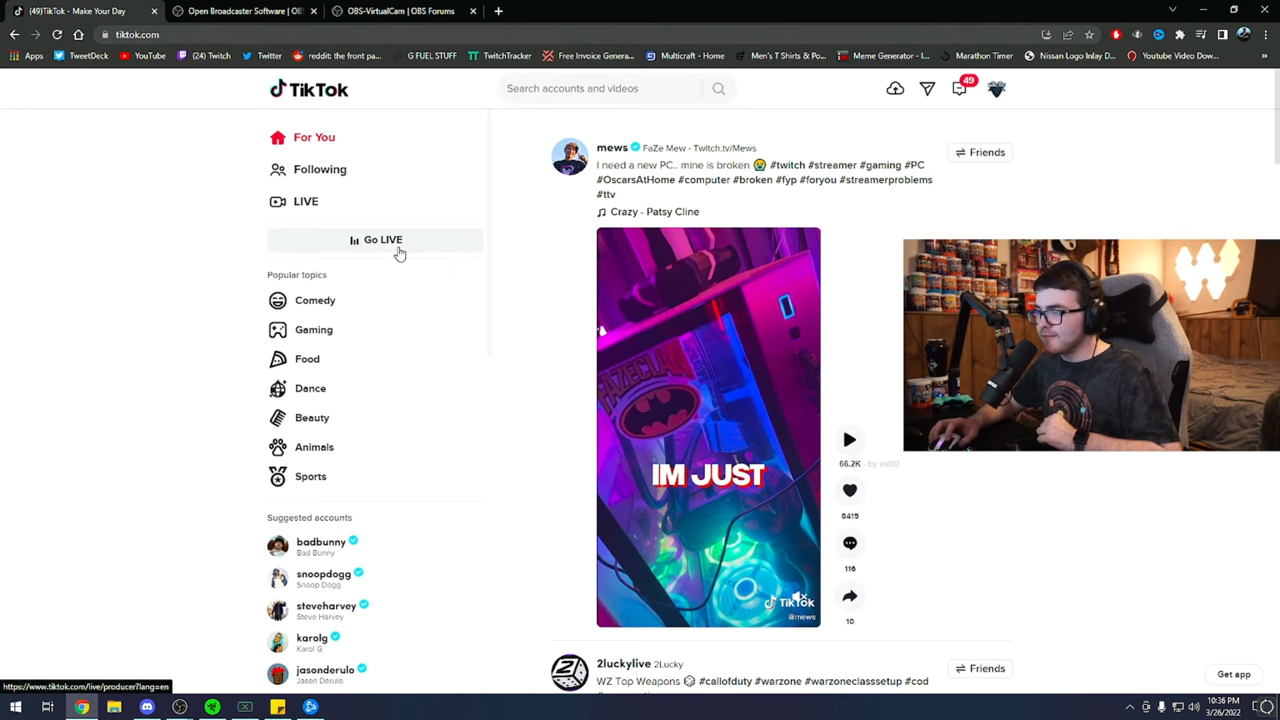 (49)TikTok - Make Your Day
Open Broadcaster Software | OBS
OBS-VirtualCam | OBS Forums
tiktok.com
Apps
TweetDeck
YouTube
(24) Twitch
Twitter
reddit: the front pa...
G FUEL STUFF
TwitchTracker
Free Invoice Genera...
Multicraft - Home
Men's T Shirts & Po...
Meme Generator - I...
Marathon Timer
Nissan Logo Inlay D...
Youtube Video Dow...
TikTok
Search accounts and videos
49
For You
Following
LIVE
Go LIVE
Popular topics
Comedy
Gaming
Food
Dance
Beauty
Animals
Sports
Suggested accounts
badbunny
Bad Bunny
snoopdogg
Snoop Dogg
steveharvey
Steve Harvey
karolg
Karol G
jasonderulo
Jason Derulo
mews FaZe Mew - Twitch.tv/Mews
Friends
I need a new PC.. mine is broken 😭 #twitch #streamer #gaming #PC
#OscarsAtHome #computer #broken #fyp #foryou #streamerproblems
#ttv
Crazy - Patsy Cline
FAZECLAN
IM JUST
TikTok
@mews
66.2K - by vidIQ
8415
116
10
2luckylive 2Lucky
Friends
WZ Top Weapons 🎲 #callofduty #warzone #warzoneclasssetup #cod
Get app
https://www.tiktok.com/live/producer?lang=en
10:36 PM
3/26/2022